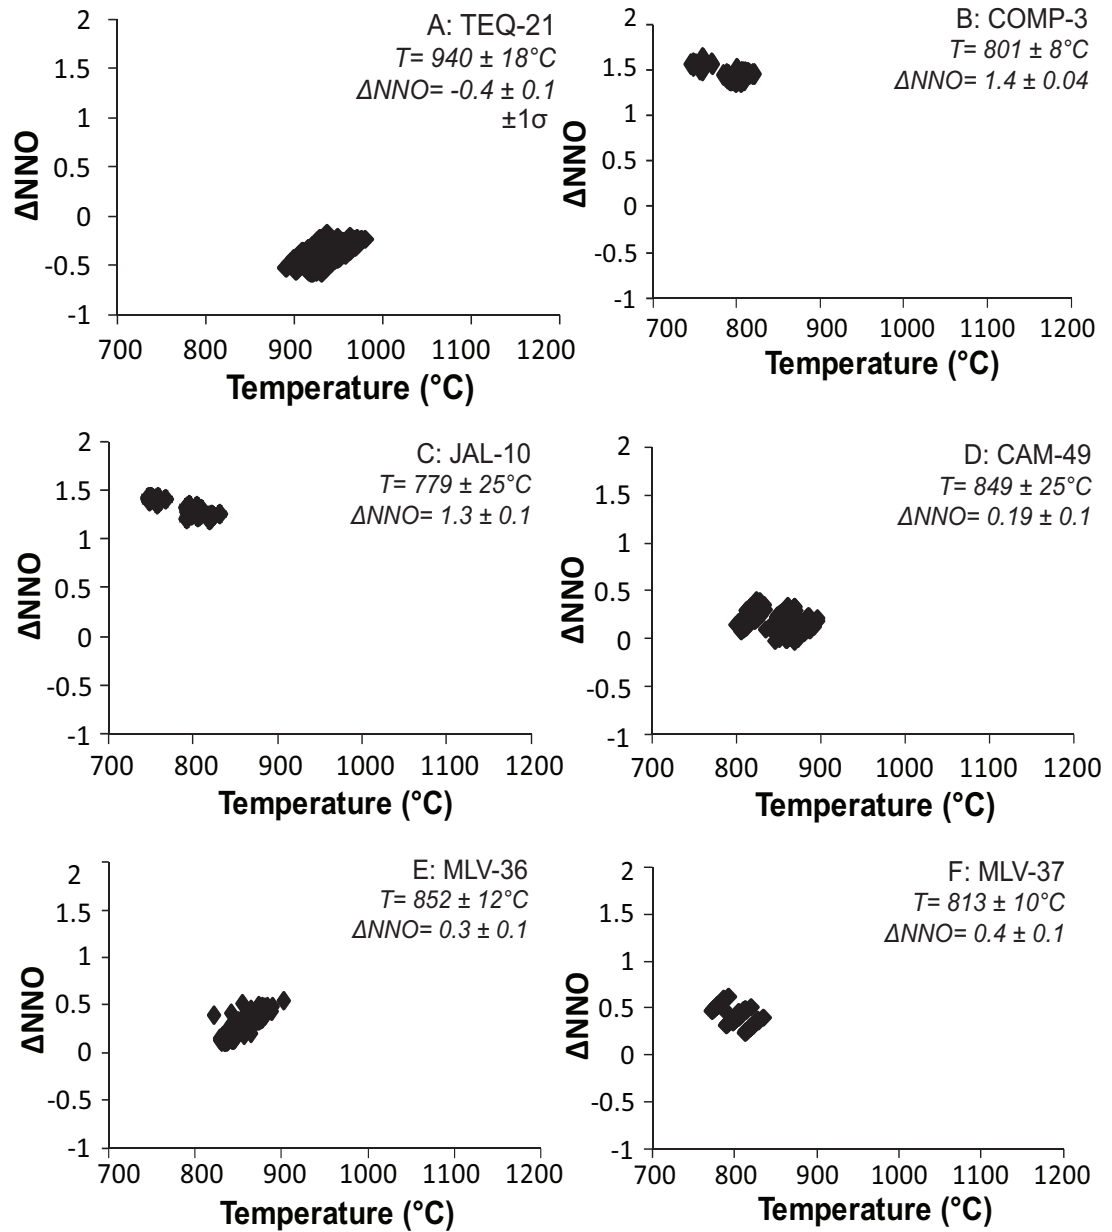 A: TEQ-21
T= 940 ± 18°C
ΔNNO= -0.4 ± 0.1
±1σ
2
1.5
1
0.5
0
-0.5
-1
ΔNNO
700 800 900 1000 1100 1200
Temperature (°C)
B: COMP-3
T= 801 ± 8°C
ΔNNO= 1.4 ± 0.04
2
1.5
1
0.5
0
-0.5
-1
ΔNNO
700 800 900 1000 1100 1200
Temperature (°C)
C: JAL-10
T= 779 ± 25°C
ΔNNO= 1.3 ± 0.1
2
1.5
1
0.5
0
-0.5
-1
ΔNNO
700 800 900 1000 1100 1200
Temperature (°C)
D: CAM-49
T= 849 ± 25°C
ΔNNO= 0.19 ± 0.1
2
1.5
1
0.5
0
-0.5
-1
ΔNNO
700 800 900 1000 1100 1200
Temperature (°C)
E: MLV-36
T= 852 ± 12°C
ΔNNO= 0.3 ± 0.1
2
1.5
1
0.5
0
-0.5
-1
ΔNNO
700 800 900 1000 1100 1200
Temperature (°C)
F: MLV-37
T= 813 ± 10°C
ΔNNO= 0.4 ± 0.1
2
1.5
1
0.5
0
-0.5
-1
ΔNNO
700 800 900 1000 1100 1200
Temperature (°C)